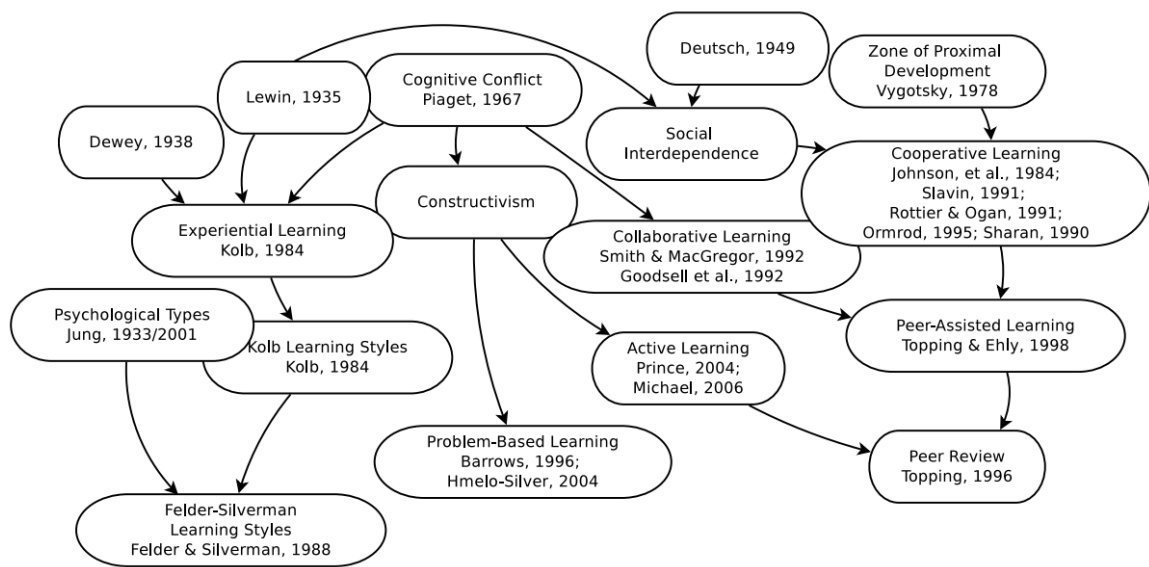 Deutsch, 1949
Zone of Proximal
Development
Vygotsky, 1978
Lewin, 1935
Cognitive Conflict
Piaget, 1967
Dewey, 1938
Social
Interdependence
Cooperative Learning
Johnson, et al., 1984;
Slavin, 1991;
Rottier & Ogan, 1991;
Ormrod, 1995; Sharan, 1990
Constructivism
Experiential Learning
Kolb, 1984
Collaborative Learning
Smith & MacGregor, 1992
Goodsell et al., 1992
Psychological Types
Jung, 1933/2001
Kolb Learning Styles
Kolb, 1984
Active Learning
Prince, 2004;
Michael, 2006
Peer-Assisted Learning
Topping & Ehly, 1998
Problem-Based Learning
Barrows, 1996;
Hmelo-Silver, 2004
Peer Review
Topping, 1996
Felder-Silverman
Learning Styles
Felder & Silverman, 1988